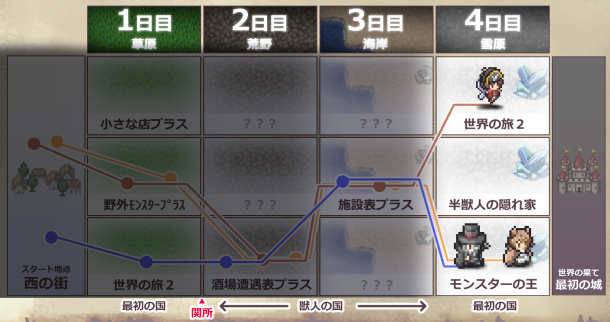 1日目 2日目 3日目 4日目
草原 荒野 海岸 雪原
小さな店プラス ？？？ ？？？ 世界の旅２
野外ﾓﾝｽﾀｰﾌﾟﾗｽ ？？？ 施設表プラス 半獣人の隠れ家
スタート地点
西の街
世界の旅２ 酒場遭遇表プラス ？？？ モンスターの王
世界の果て
最初の城
最初の国 関所 獣人の国 最初の国